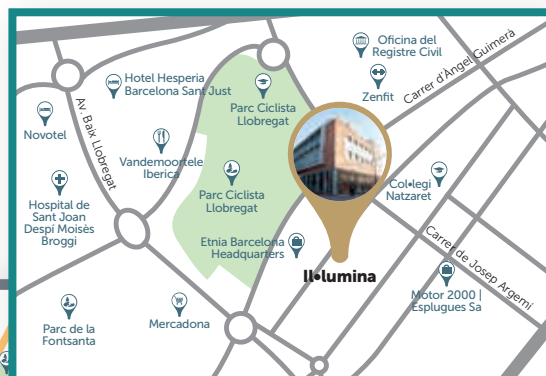 Oficina del
Registre Civil
Zenfit
Carrer d'Àngel Guimerà
Hotel Hesperia
Barcelona Sant Just
Parc Ciclista
Llobregat
Novotel
Av. Baix Llobregat
Vandemoortele
Iberica
Hospital de
Sant Joan
Despí Moisès
Broggi
Parc Ciclista
Llobregat
Col•legi
Natzaret
Etnia Barcelona
Headquarters
Il•lumina
Carrer de Josep Argemí
Motor 2000 |
Esplugues Sa
Parc de la
Fontsanta
Mercadona